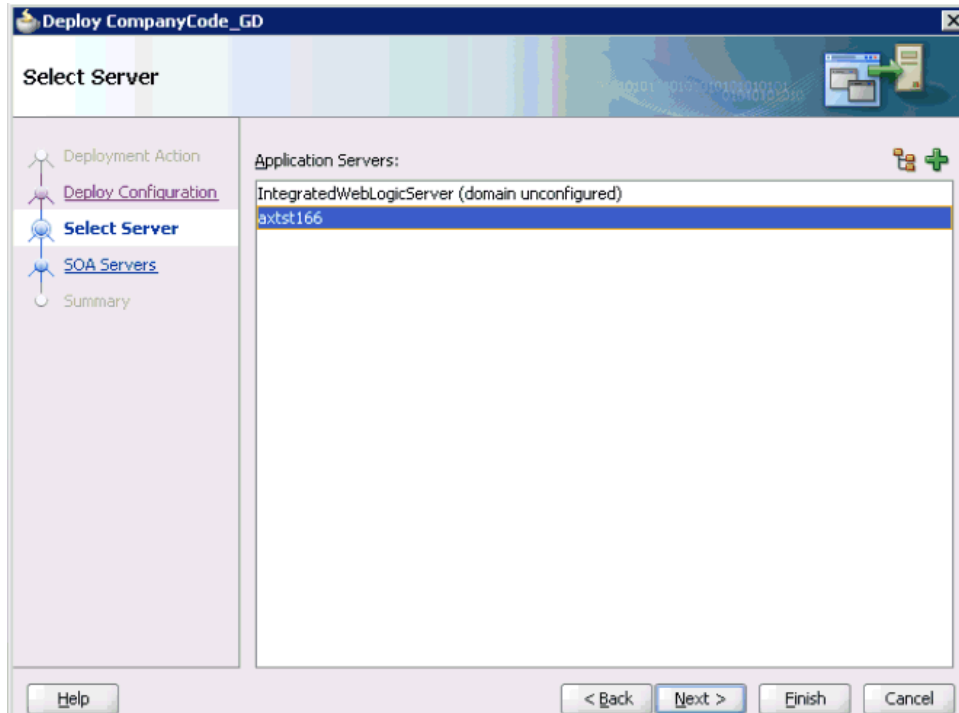 Deploy CompanyCode_GD
Select Server
Deployment Action
Deploy Configuration
Select Server
SOA Servers
Summary
Application Servers:
IntegratedWebLogicServer (domain unconfigured)
axtst166
Help
< Back
Next >
Finish
Cancel